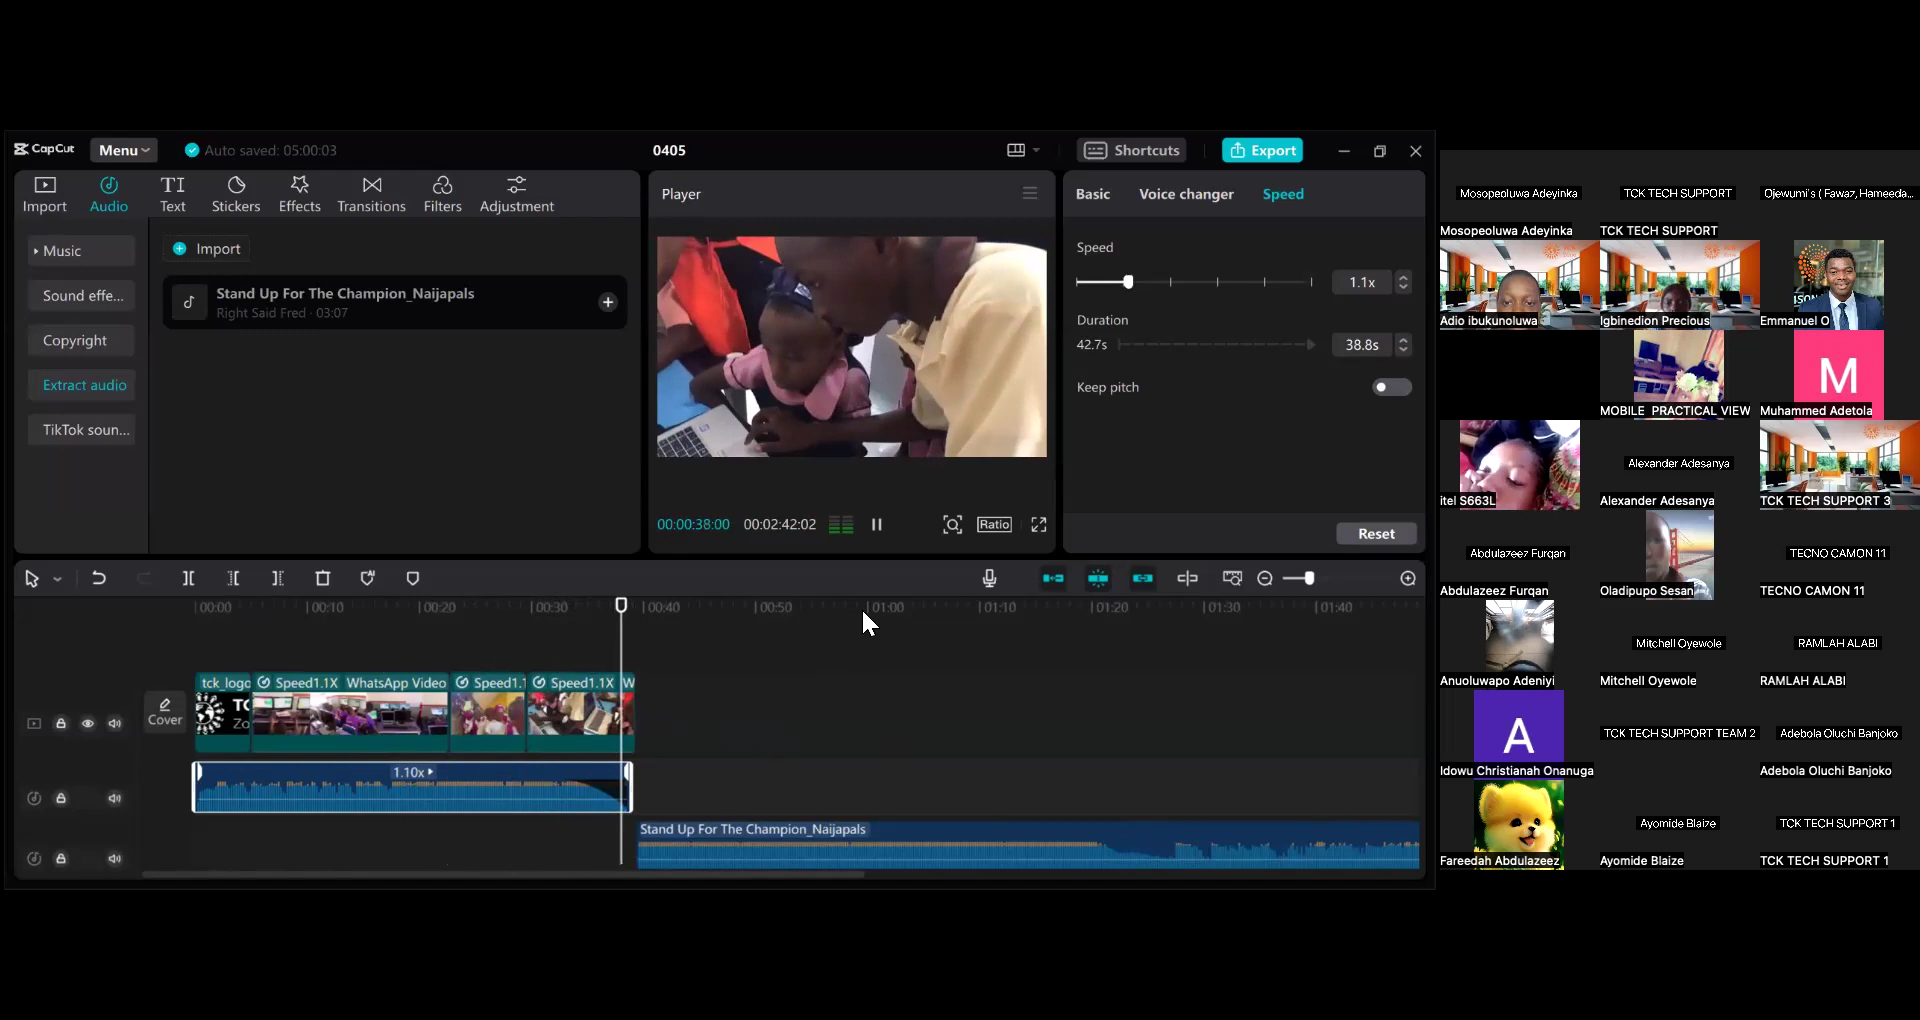 CapCut
Menu
Auto saved: 05:00:03
0405
Shortcuts
Export
Import
Audio
TI
Text
Stickers
Effects
Transitions
Filters
Adjustment
Music
Sound effe...
Copyright
Extract audio
TikTok soun...
Import
Stand Up For The Champion_Naijapals
Right Said Fred · 03:07
Player
00:00:38:00
00:02:42:02
Ratio
Basic
Voice changer
Speed
Speed
1.1x
Duration
42.7s
38.8s
Keep pitch
Reset
00:00
00:10
00:20
00:30
00:40
00:50
01:00
01:10
01:20
01:30
01:40
Cover
tck_logo
Speed1.1X WhatsApp Video
Speed1.1
Speed1.1X W
TC
Zo
1.10x
Stand Up For The Champion_Naijapals
Mosopeoluwa Adeyinka
TCK TECH SUPPORT
Ojewumi's ( Fawaz, Hameeda...
Mosopeoluwa Adeyinka
TCK TECH SUPPORT
Adio ibukunoluwa
Igbinedion Precious
Emmanuel O
MOBILE PRACTICAL VIEW
M
Muhammed Adetola
itel S663L
Alexander Adesanya
Alexander Adesanya
TCK TECH SUPPORT 3
Abdulazeez Furqan
TECNO CAMON 11
Abdulazeez Furqan
Oladipupo Sesan
TECNO CAMON 11
Mitchell Oyewole
RAMLAH ALABI
Anuoluwapo Adeniyi
Mitchell Oyewole
RAMLAH ALABI
A
TCK TECH SUPPORT TEAM 2
Adebola Oluchi Banjoko
Idowu Christianah Onanuga
Adebola Oluchi Banjoko
Ayomide Blaize
TCK TECH SUPPORT 1
Fareedah Abdulazeez
Ayomide Blaize
TCK TECH SUPPORT 1